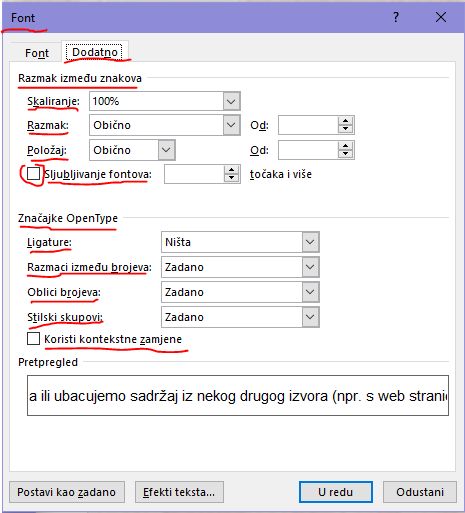 Font
Font Dodatno
Razmak između znakova
Skaliranje: 100%
Razmak: Obično Od:
Položaj: Obično Od:
Sljubljivanje fontova: točaka i više
Značajke OpenType
Ligature: Ništa
Razmaci između brojeva: Zadano
Oblici brojeva: Zadano
Stilski skupovi: Zadano
Koristi kontekstne zamjene
Pretpregled
a ili ubacujemo sadržaj iz nekog drugog izvora (npr. s web stranic
Postavi kao zadano Efekti teksta... U redu Odustani